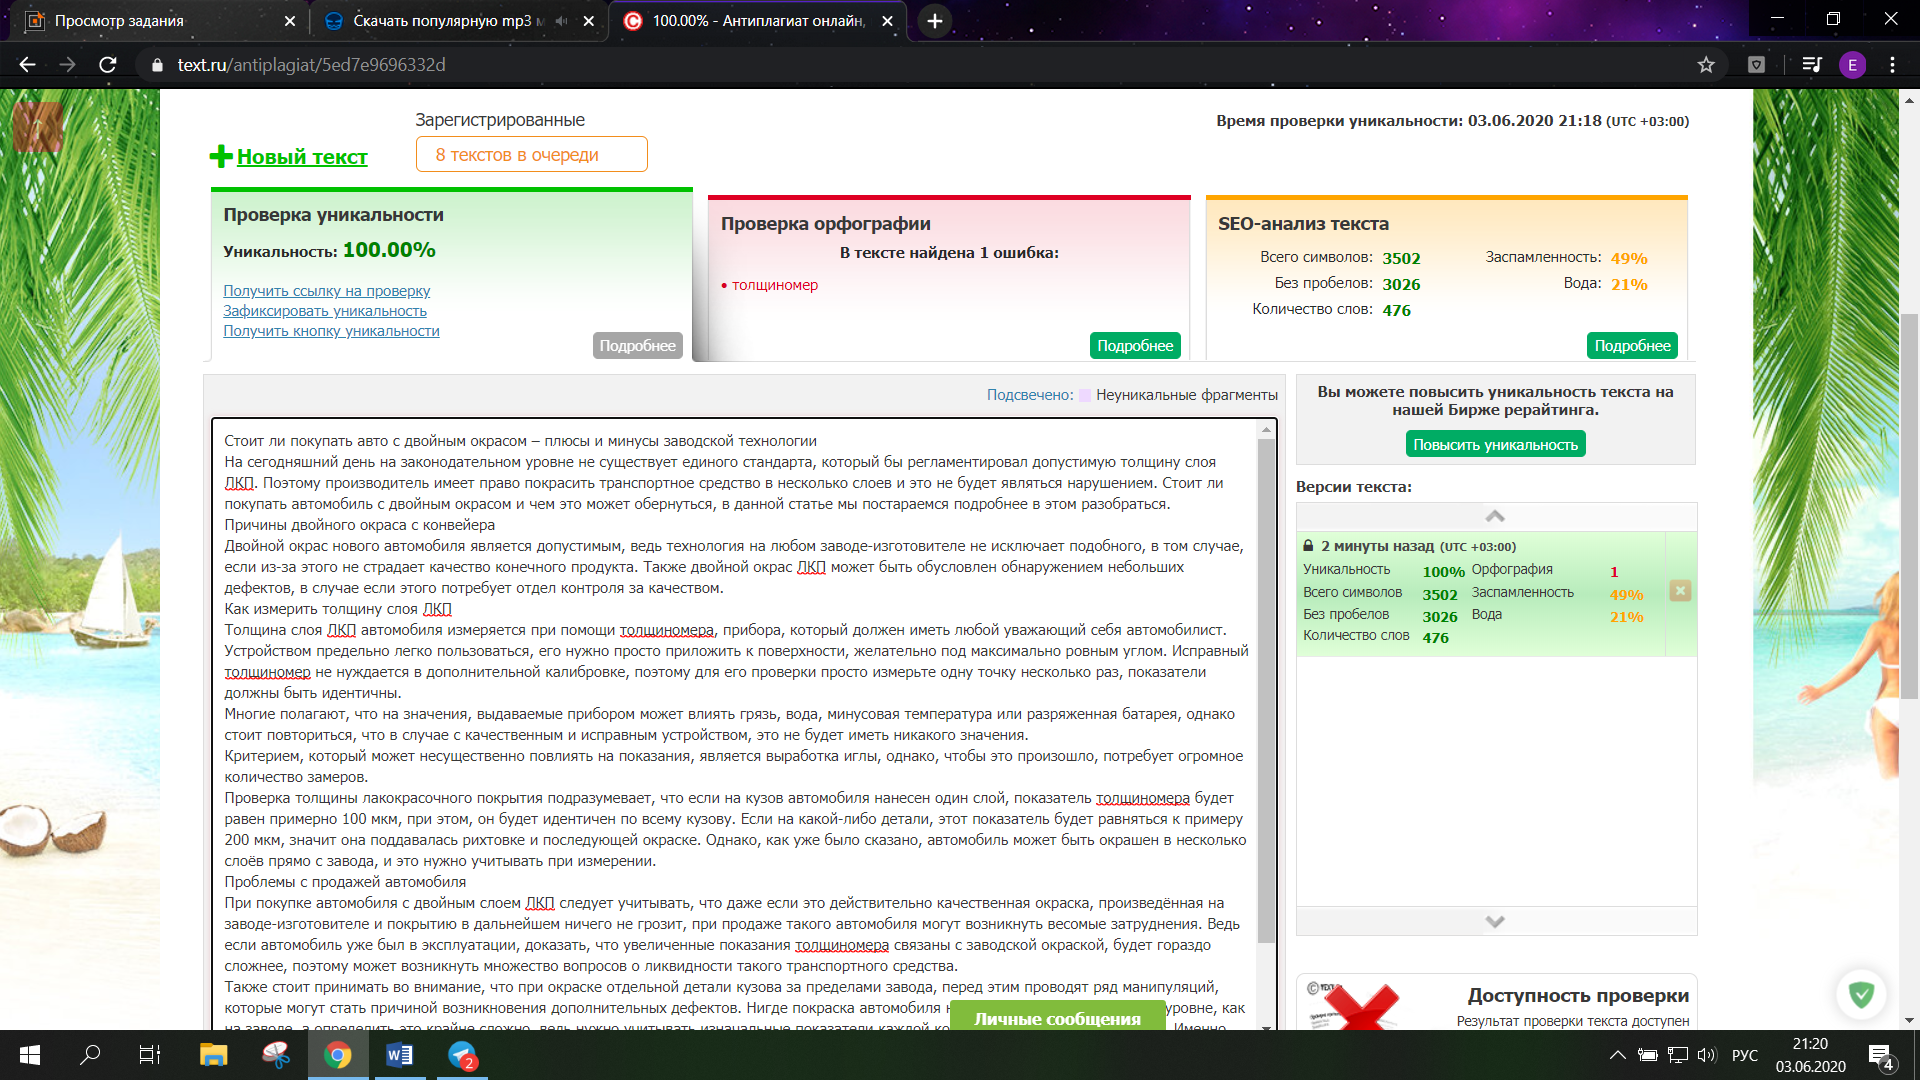 Просмотр задания
Скачать популярную mp3 м
100.00% - Антиплагиат онлайн,
text.ru/antiplagiat/5ed7e9696332d
E
Зарегистрированные
Новый текст
8 текстов в очереди
Время проверки уникальности: 03.06.2020 21:18 (UTC +03:00)
Проверка уникальности
Уникальность: 100.00%
Получить ссылку на проверку
Зафиксировать уникальность
Получить кнопку уникальности
Подробнее
Проверка орфографии
В тексте найдена 1 ошибка:
• толщиномер
Подробнее
SEO-анализ текста
Всего символов: 3502 Заспамленность: 49%
Без пробелов: 3026 Вода: 21%
Количество слов: 476
Подробнее
Подсвечено: Неуникальные фрагменты
Стоит ли покупать авто с двойным окрасом – плюсы и минусы заводской технологии
На сегодняшний день на законодательном уровне не существует единого стандарта, который бы регламентировал допустимую толщину слоя
ЛКП. Поэтому производитель имеет право покрасить транспортное средство в несколько слоев и это не будет являться нарушением. Стоит ли
покупать автомобиль с двойным окрасом и чем это может обернуться, в данной статье мы постараемся подробнее в этом разобраться.
Причины двойного окраса с конвейера
Двойной окрас нового автомобиля является допустимым, ведь технология на любом заводе-изготовителе не исключает подобного, в том случае,
если из-за этого не страдает качество конечного продукта. Также двойной окрас ЛКП может быть обусловлен обнаружением небольших
дефектов, в случае если этого потребует отдел контроля за качеством.
Как измерить толщину слоя ЛКП
Толщина слоя ЛКП автомобиля измеряется при помощи толщиномера, прибора, который должен иметь любой уважающий себя автомобилист.
Устройством предельно легко пользоваться, его нужно просто приложить к поверхности, желательно под максимально ровным углом. Исправный
толщиномер не нуждается в дополнительной калибровке, поэтому для его проверки просто измерьте одну точку несколько раз, показатели
должны быть идентичны.
Многие полагают, что на значения, выдаваемые прибором может влиять грязь, вода, минусовая температура или разряженная батарея, однако
стоит повториться, что в случае с качественным и исправным устройством, это не будет иметь никакого значения.
Критерием, который может несущественно повлиять на показания, является выработка иглы, однако, чтобы это произошло, потребует огромное
количество замеров.
Проверка толщины лакокрасочного покрытия подразумевает, что если на кузов автомобиля нанесен один слой, показатель толщиномера будет
равен примерно 100 мкм, при этом, он будет идентичен по всему кузову. Если на какой-либо детали, этот показатель будет равняться к примеру
200 мкм, значит она поддавалась рихтовке и последующей окраске. Однако, как уже было сказано, автомобиль может быть окрашен в несколько
слоёв прямо с завода, и это нужно учитывать при измерении.
Проблемы с продажей автомобиля
При покупке автомобиля с двойным слоем ЛКП следует учитывать, что даже если это действительно качественная окраска, произведённая на
заводе-изготовителе и покрытию в дальнейшем ничего не грозит, при продаже такого автомобиля могут возникнуть весомые затруднения. Ведь
если автомобиль уже был в эксплуатации, доказать, что увеличенные показания толщиномера связаны с заводской окраской, будет гораздо
сложнее, поэтому может возникнуть множество вопросов о ликвидности такого транспортного средства.
Также стоит принимать во внимание, что при окраске отдельной детали кузова за пределами завода, перед этим проводят ряд манипуляций,
которые могут стать причиной возникновения дополнительных дефектов. Нигде покраска автомобиля уровне, как
на заводе, а определить это крайне сложно, ведь нужно учитывать изначальные показатели каждой Именно
Личные сообщения
Вы можете повысить уникальность текста на
нашей Бирже рерайтинга.
Повысить уникальность
Версии текста:
2 минуты назад (UTC +03:00)
Уникальность 100% Орфография 1
Всего символов 3502 Заспамленность 49%
Без пробелов 3026 Вода 21%
Количество слов 476
Доступность проверки
Результат проверки текста доступен
2
РУС
21:20
03.06.2020
4